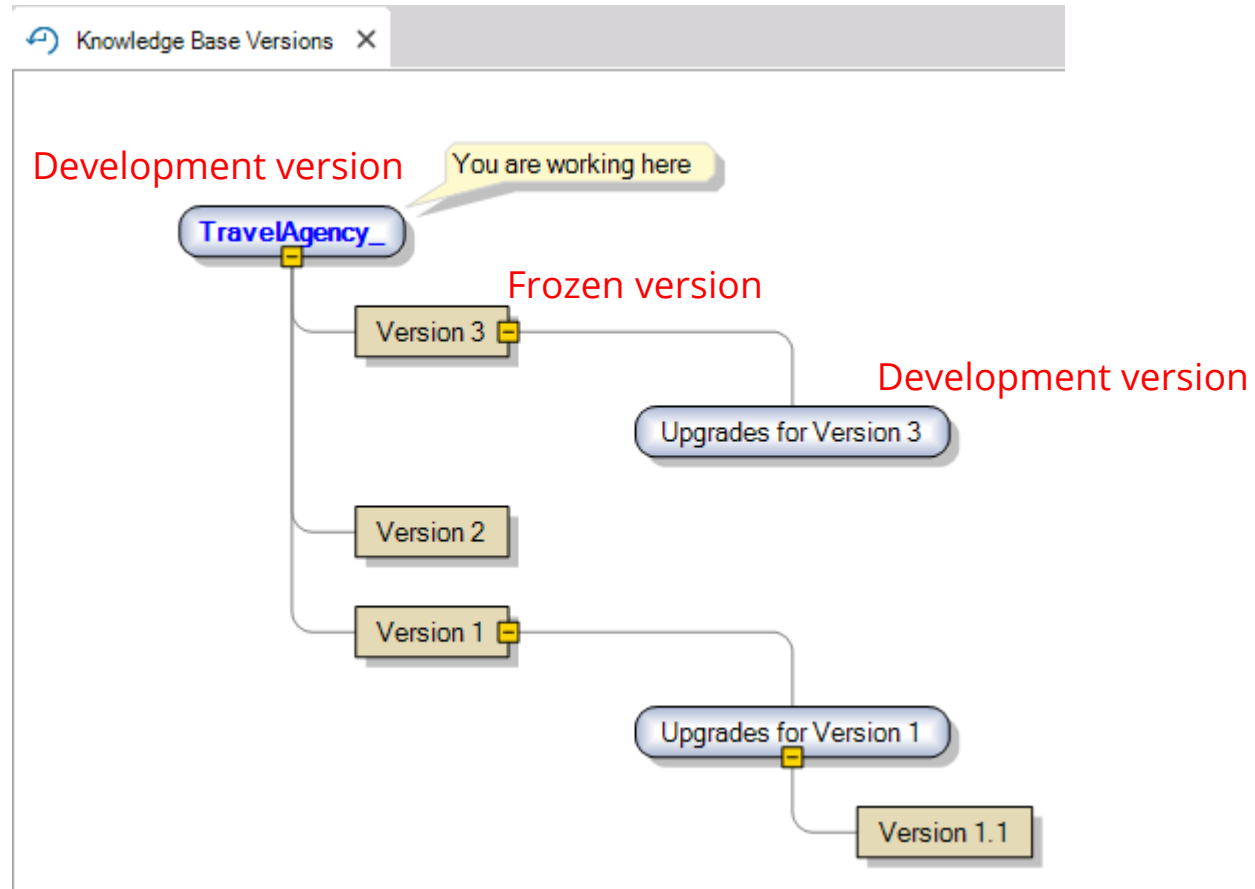 Knowledge Base Versions
Development version
You are working here
TravelAgency_
Frozen version
Version 3
Development version
Upgrades for Version 3
Version 2
Version 1
Upgrades for Version 1
Version 1.1